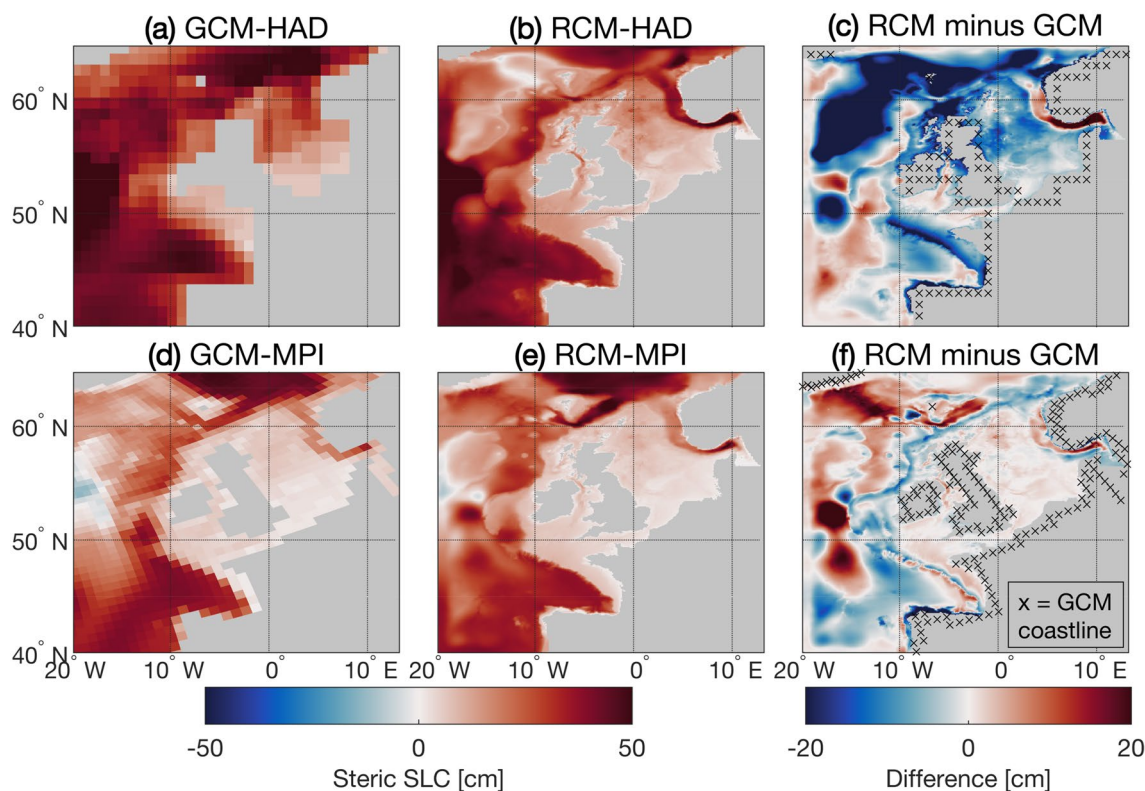 (a) GCM-HAD
(b) RCM-HAD
(c) RCM minus GCM
60° N
50° N
40° N
(d) GCM-MPI
(e) RCM-MPI
(f) RCM minus GCM
60° N
50° N
40° N
x = GCM
coastline
20° W 10° W 0° 10° E
20° W 10° W 0° 10° E
20° W 10° W 0° 10° E
-50 0 50
Steric SLC [cm]
-20 0 20
Difference [cm]